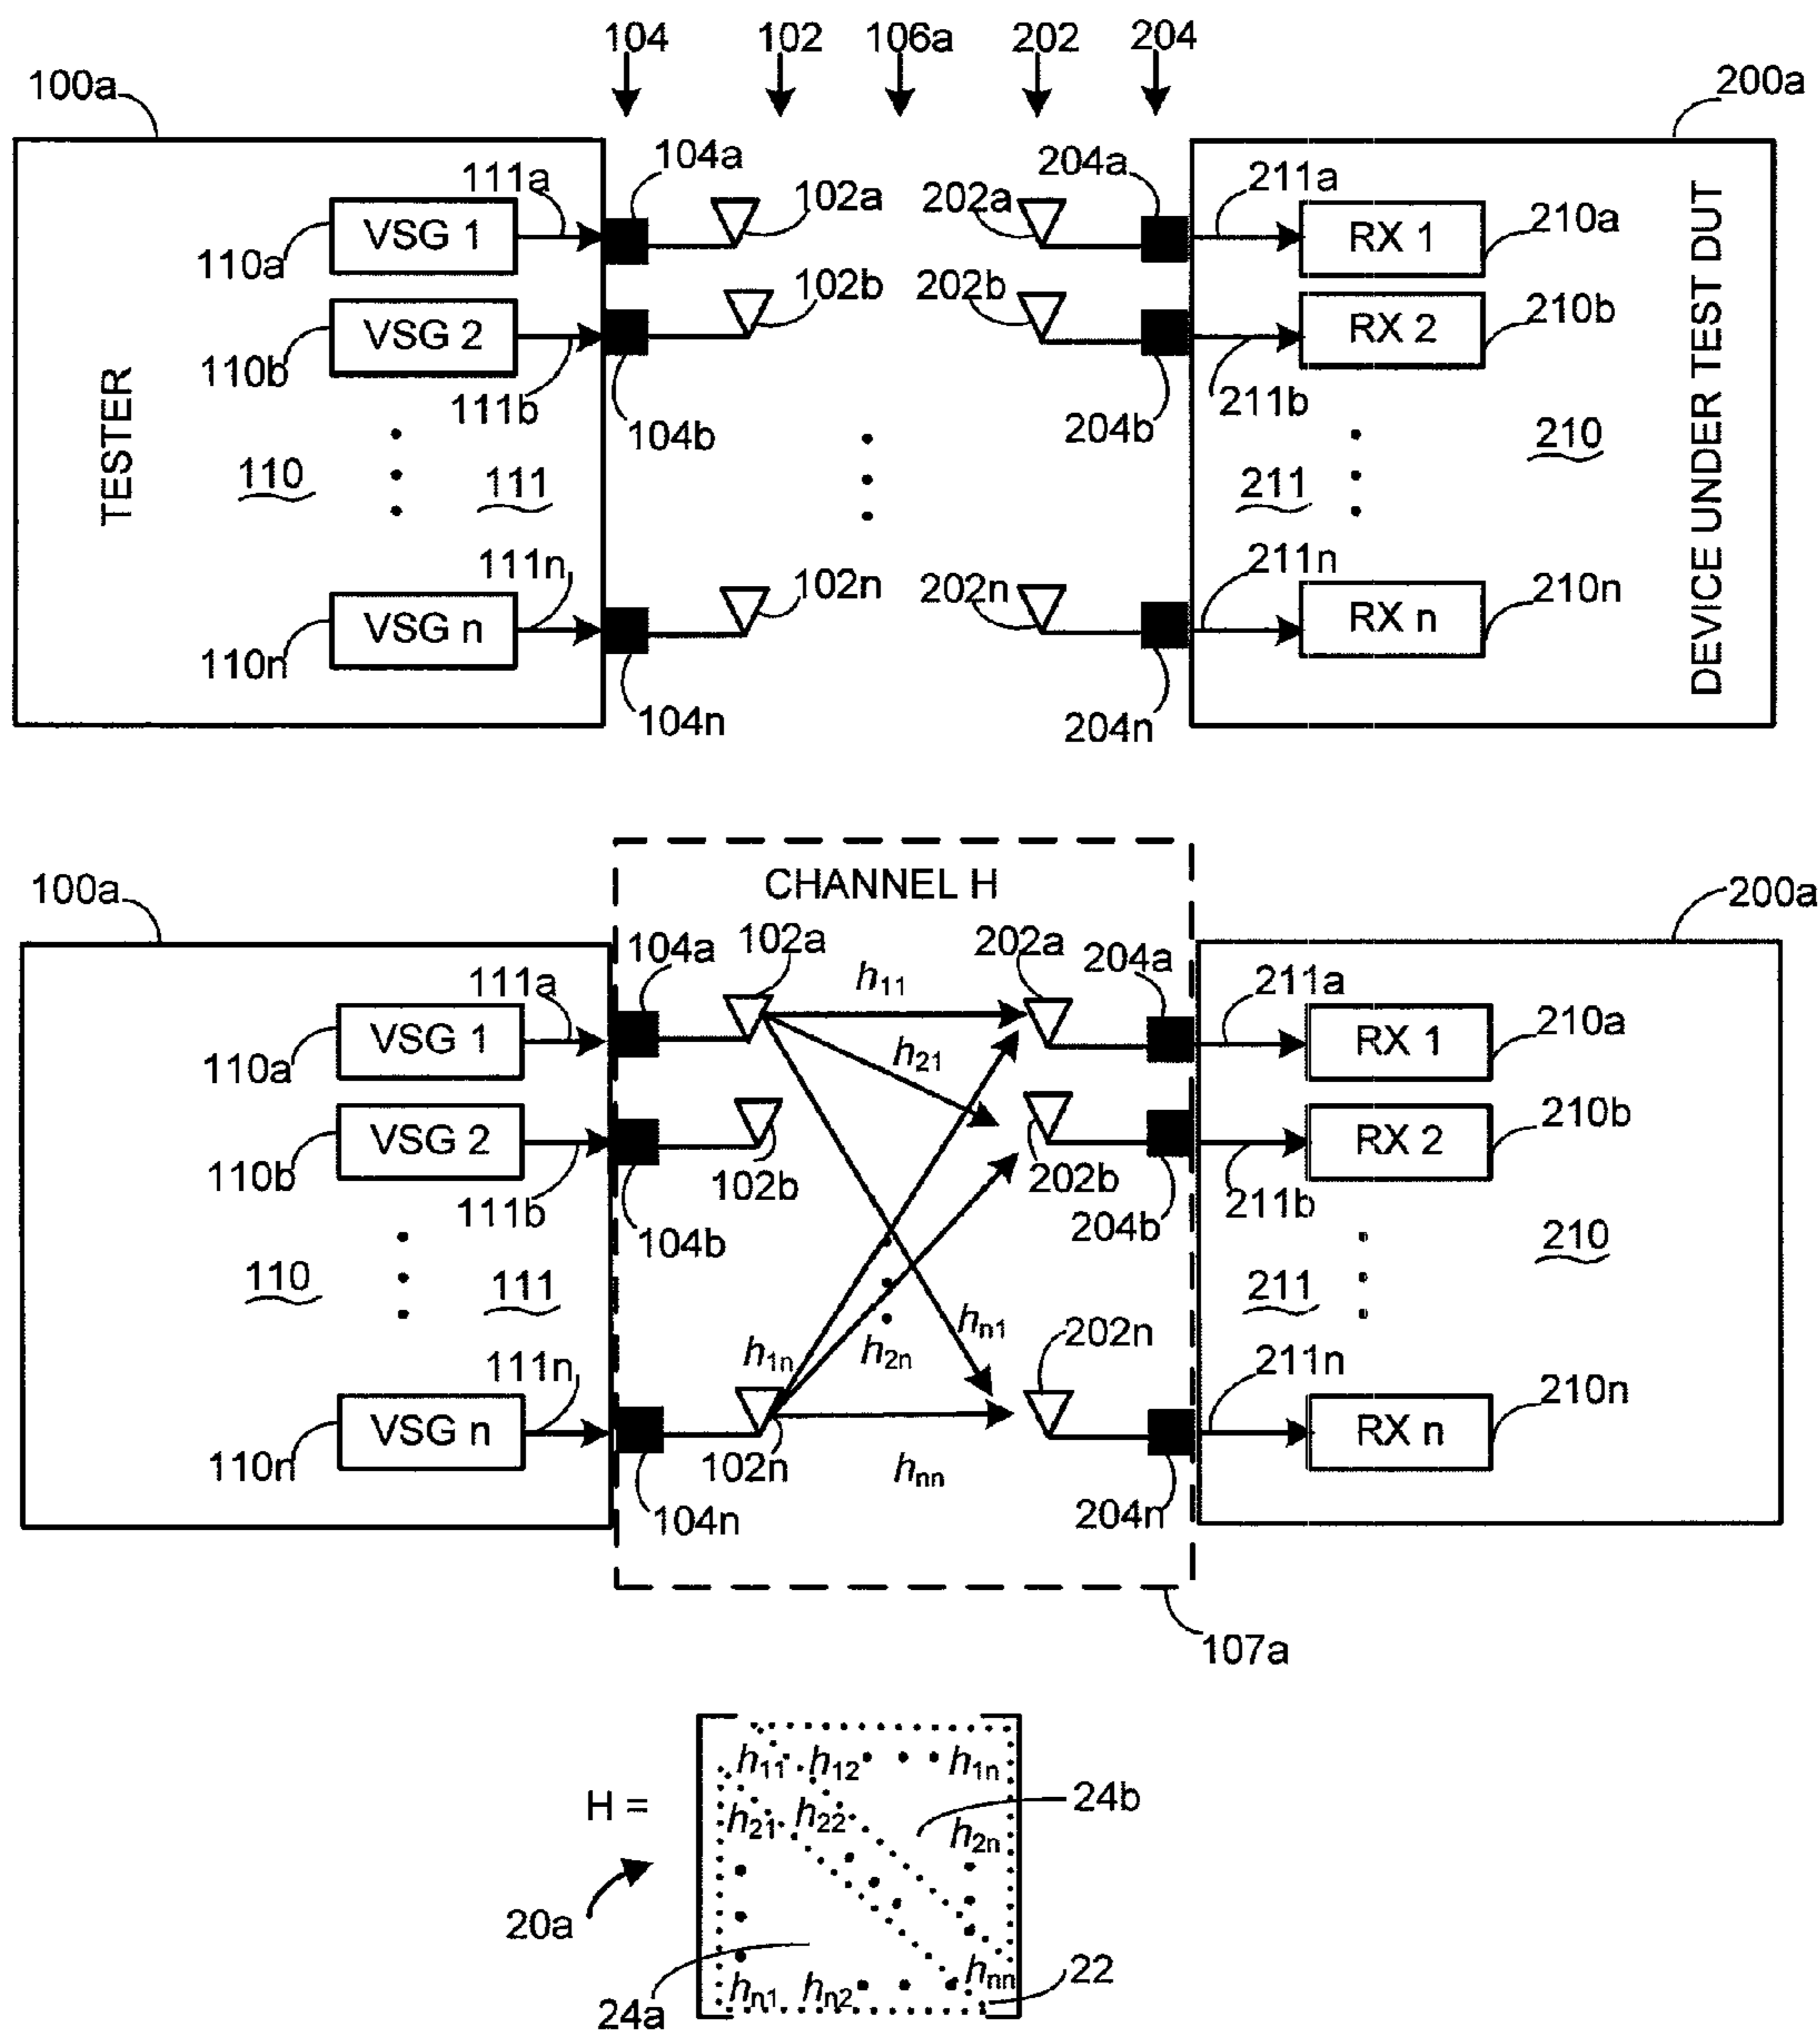 104 102 106a 202 204
100a 200a
104a 204a
111a 102a 202a 211a
VSG 1 RX 1 210a
110a
102b 202b
VSG 2 RX 2 210b
110b
111b 104b 204b 211b
TESTER
110 111 211 210
DEVICE UNDER TEST DUT
111n 102n 202n 211n
VSG n RX n 210n
110n
104n 204n
CHANNEL H
100a 200a
104a 102a 202a 204a
111a h11 211a
VSG 1 RX 1 210a
110a h21
VSG 2 RX 2 210b
110b 102b 202b
111b 104b 204b 211b
110 111 211 210
h1n h2n hn1 202n
111n 211n
VSG n RX n 210n
110n 102n hnn
104n 204n
107a
h11 h12 h1n
H = 24b
h21 h22 h2n
20a
hnn 22
hn1 hn2
24a